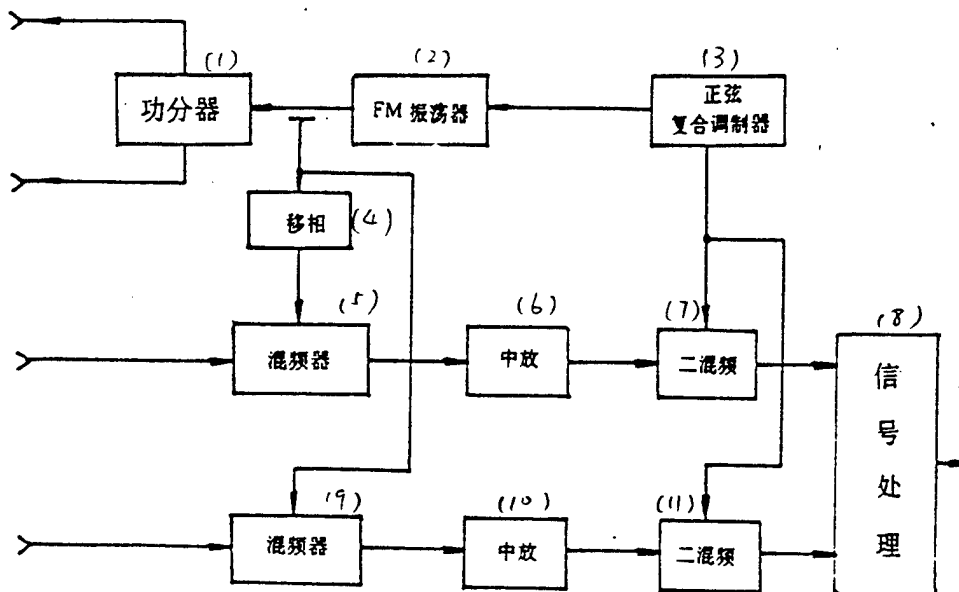 (1)
(2)
(3)
功分器
FM 振荡器
正弦
复合调制器
移相
(4)
(5)
(6)
(7)
(8)
混频器
中放
二混频
信号处理
(9)
(10)
(11)
混频器
中放
二混频